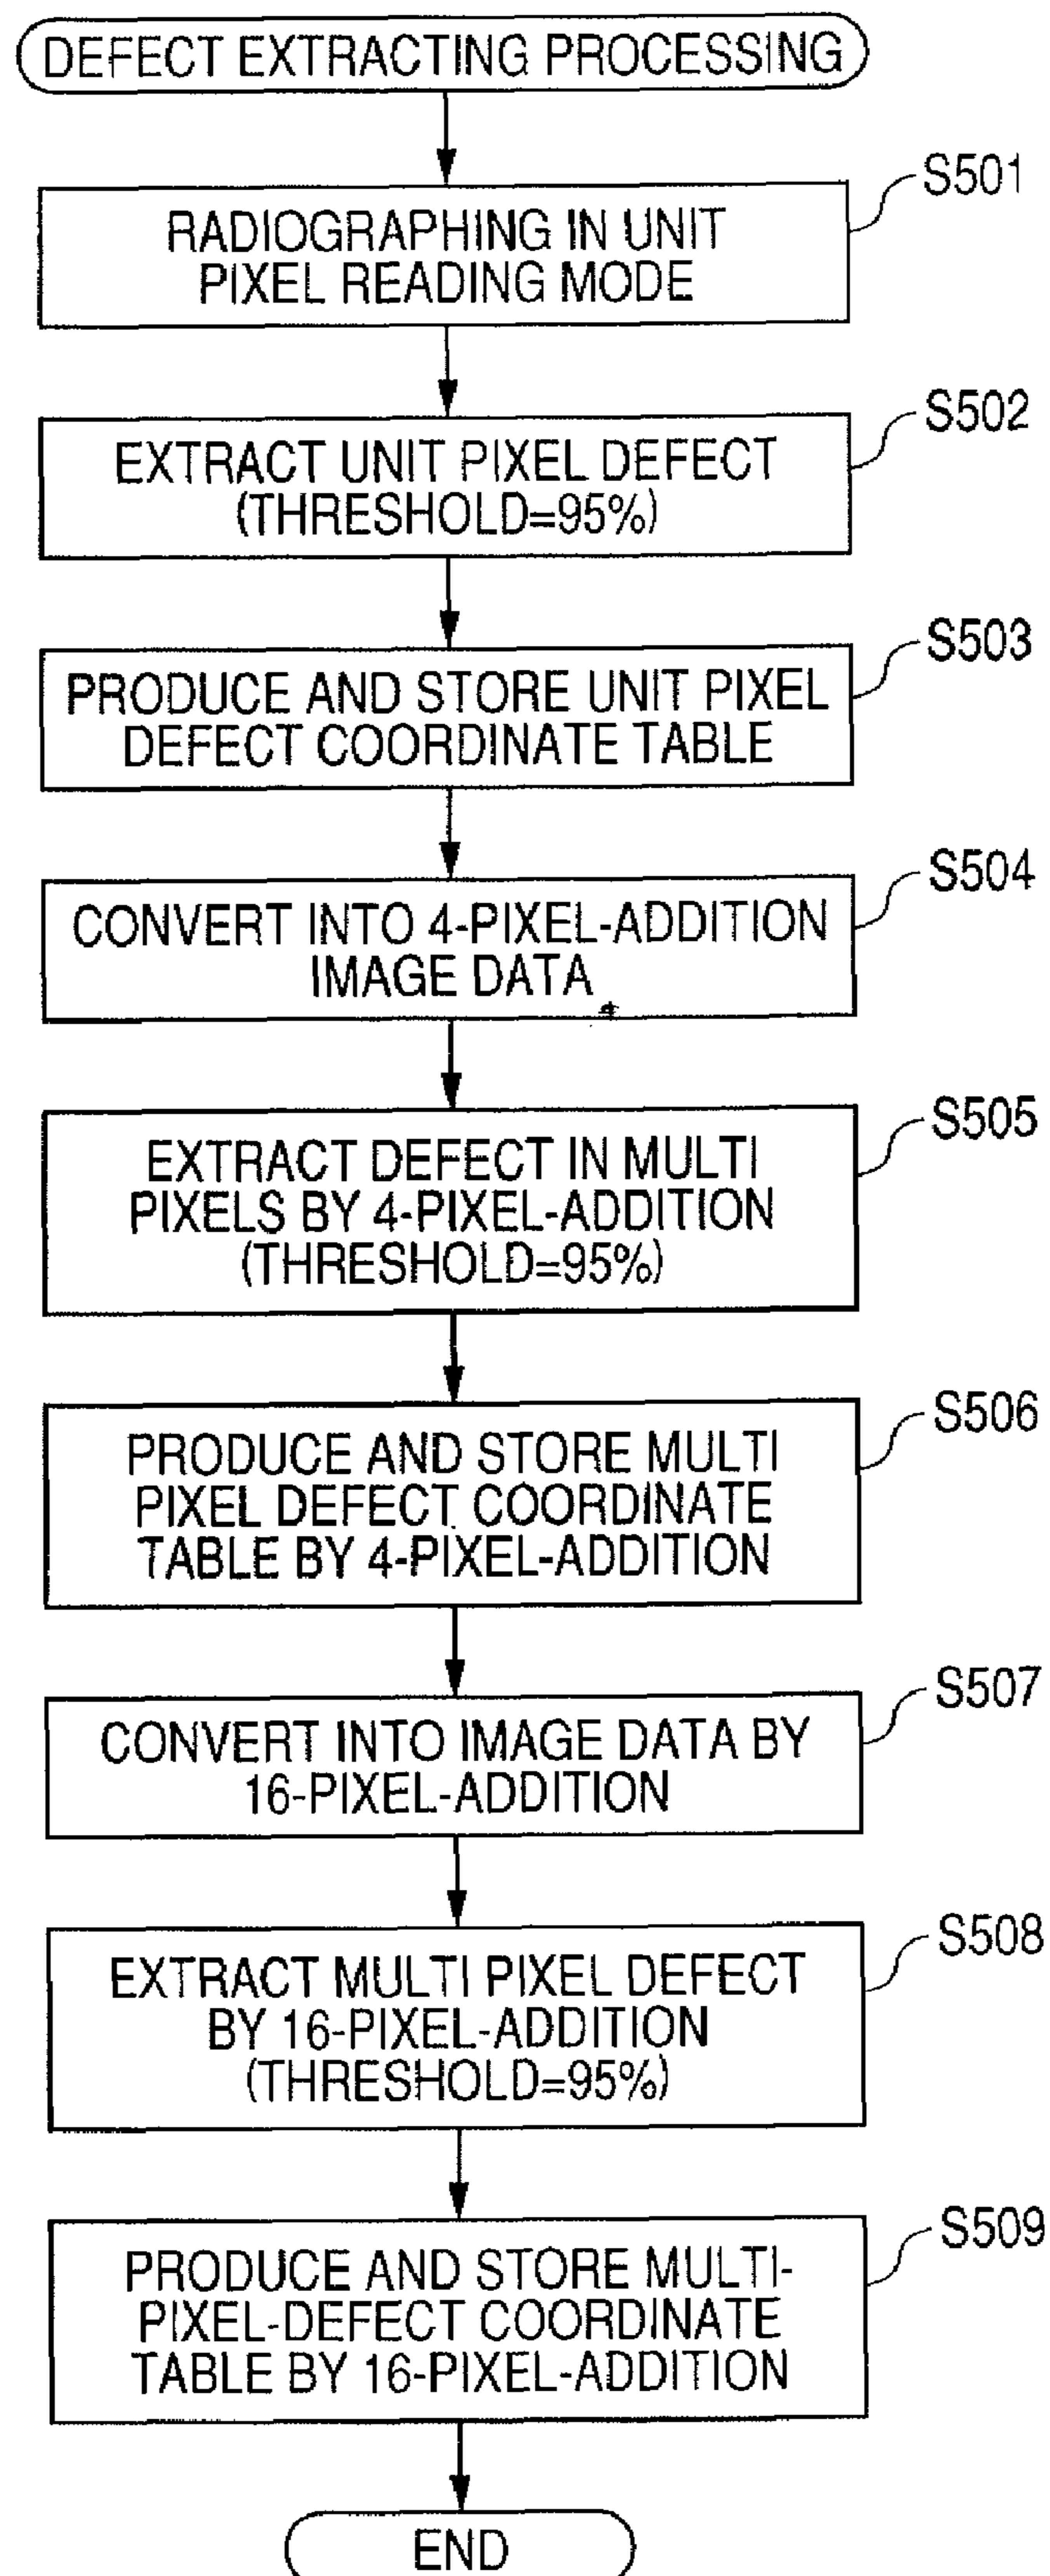 DEFECT EXTRACTING PROCESSING
S501
RADIOGRAPHING IN UNIT
PIXEL READING MODE
S502
EXTRACT UNIT PIXEL DEFECT
(THRESHOLD=95%)
S503
PRODUCE AND STORE UNIT PIXEL
DEFECT COORDINATE TABLE
S504
CONVERT INTO 4-PIXEL-ADDITION
IMAGE DATA
S505
EXTRACT DEFECT IN MULTI
PIXELS BY 4-PIXEL-ADDITION
(THRESHOLD=95%)
S506
PRODUCE AND STORE MULTI
PIXEL DEFECT COORDINATE
TABLE BY 4-PIXEL-ADDITION
S507
CONVERT INTO IMAGE DATA BY
16-PIXEL-ADDITION
S508
EXTRACT MULTI PIXEL DEFECT
BY 16-PIXEL-ADDITION
(THRESHOLD=95%)
S509
PRODUCE AND STORE MULTI-
PIXEL-DEFECT COORDINATE
TABLE BY 16-PIXEL-ADDITION
END